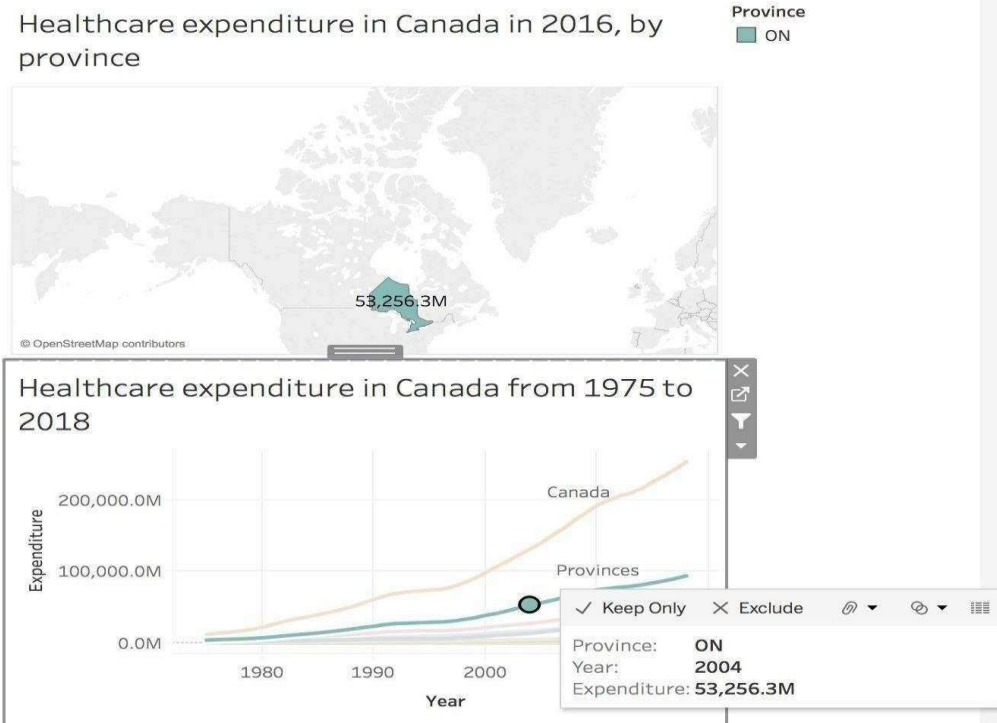 Healthcare expenditure in Canada in 2016, by
province
Province
ON
53,256.3M
© OpenStreetMap contributors
Healthcare expenditure in Canada from 1975 to
2018
Expenditure
200,000.0M
100,000.0M
0.0M
Canada
Provinces
1980
1990
2000
Year
Keep Only
Exclude
Province: ON
Year: 2004
Expenditure: 53,256.3M